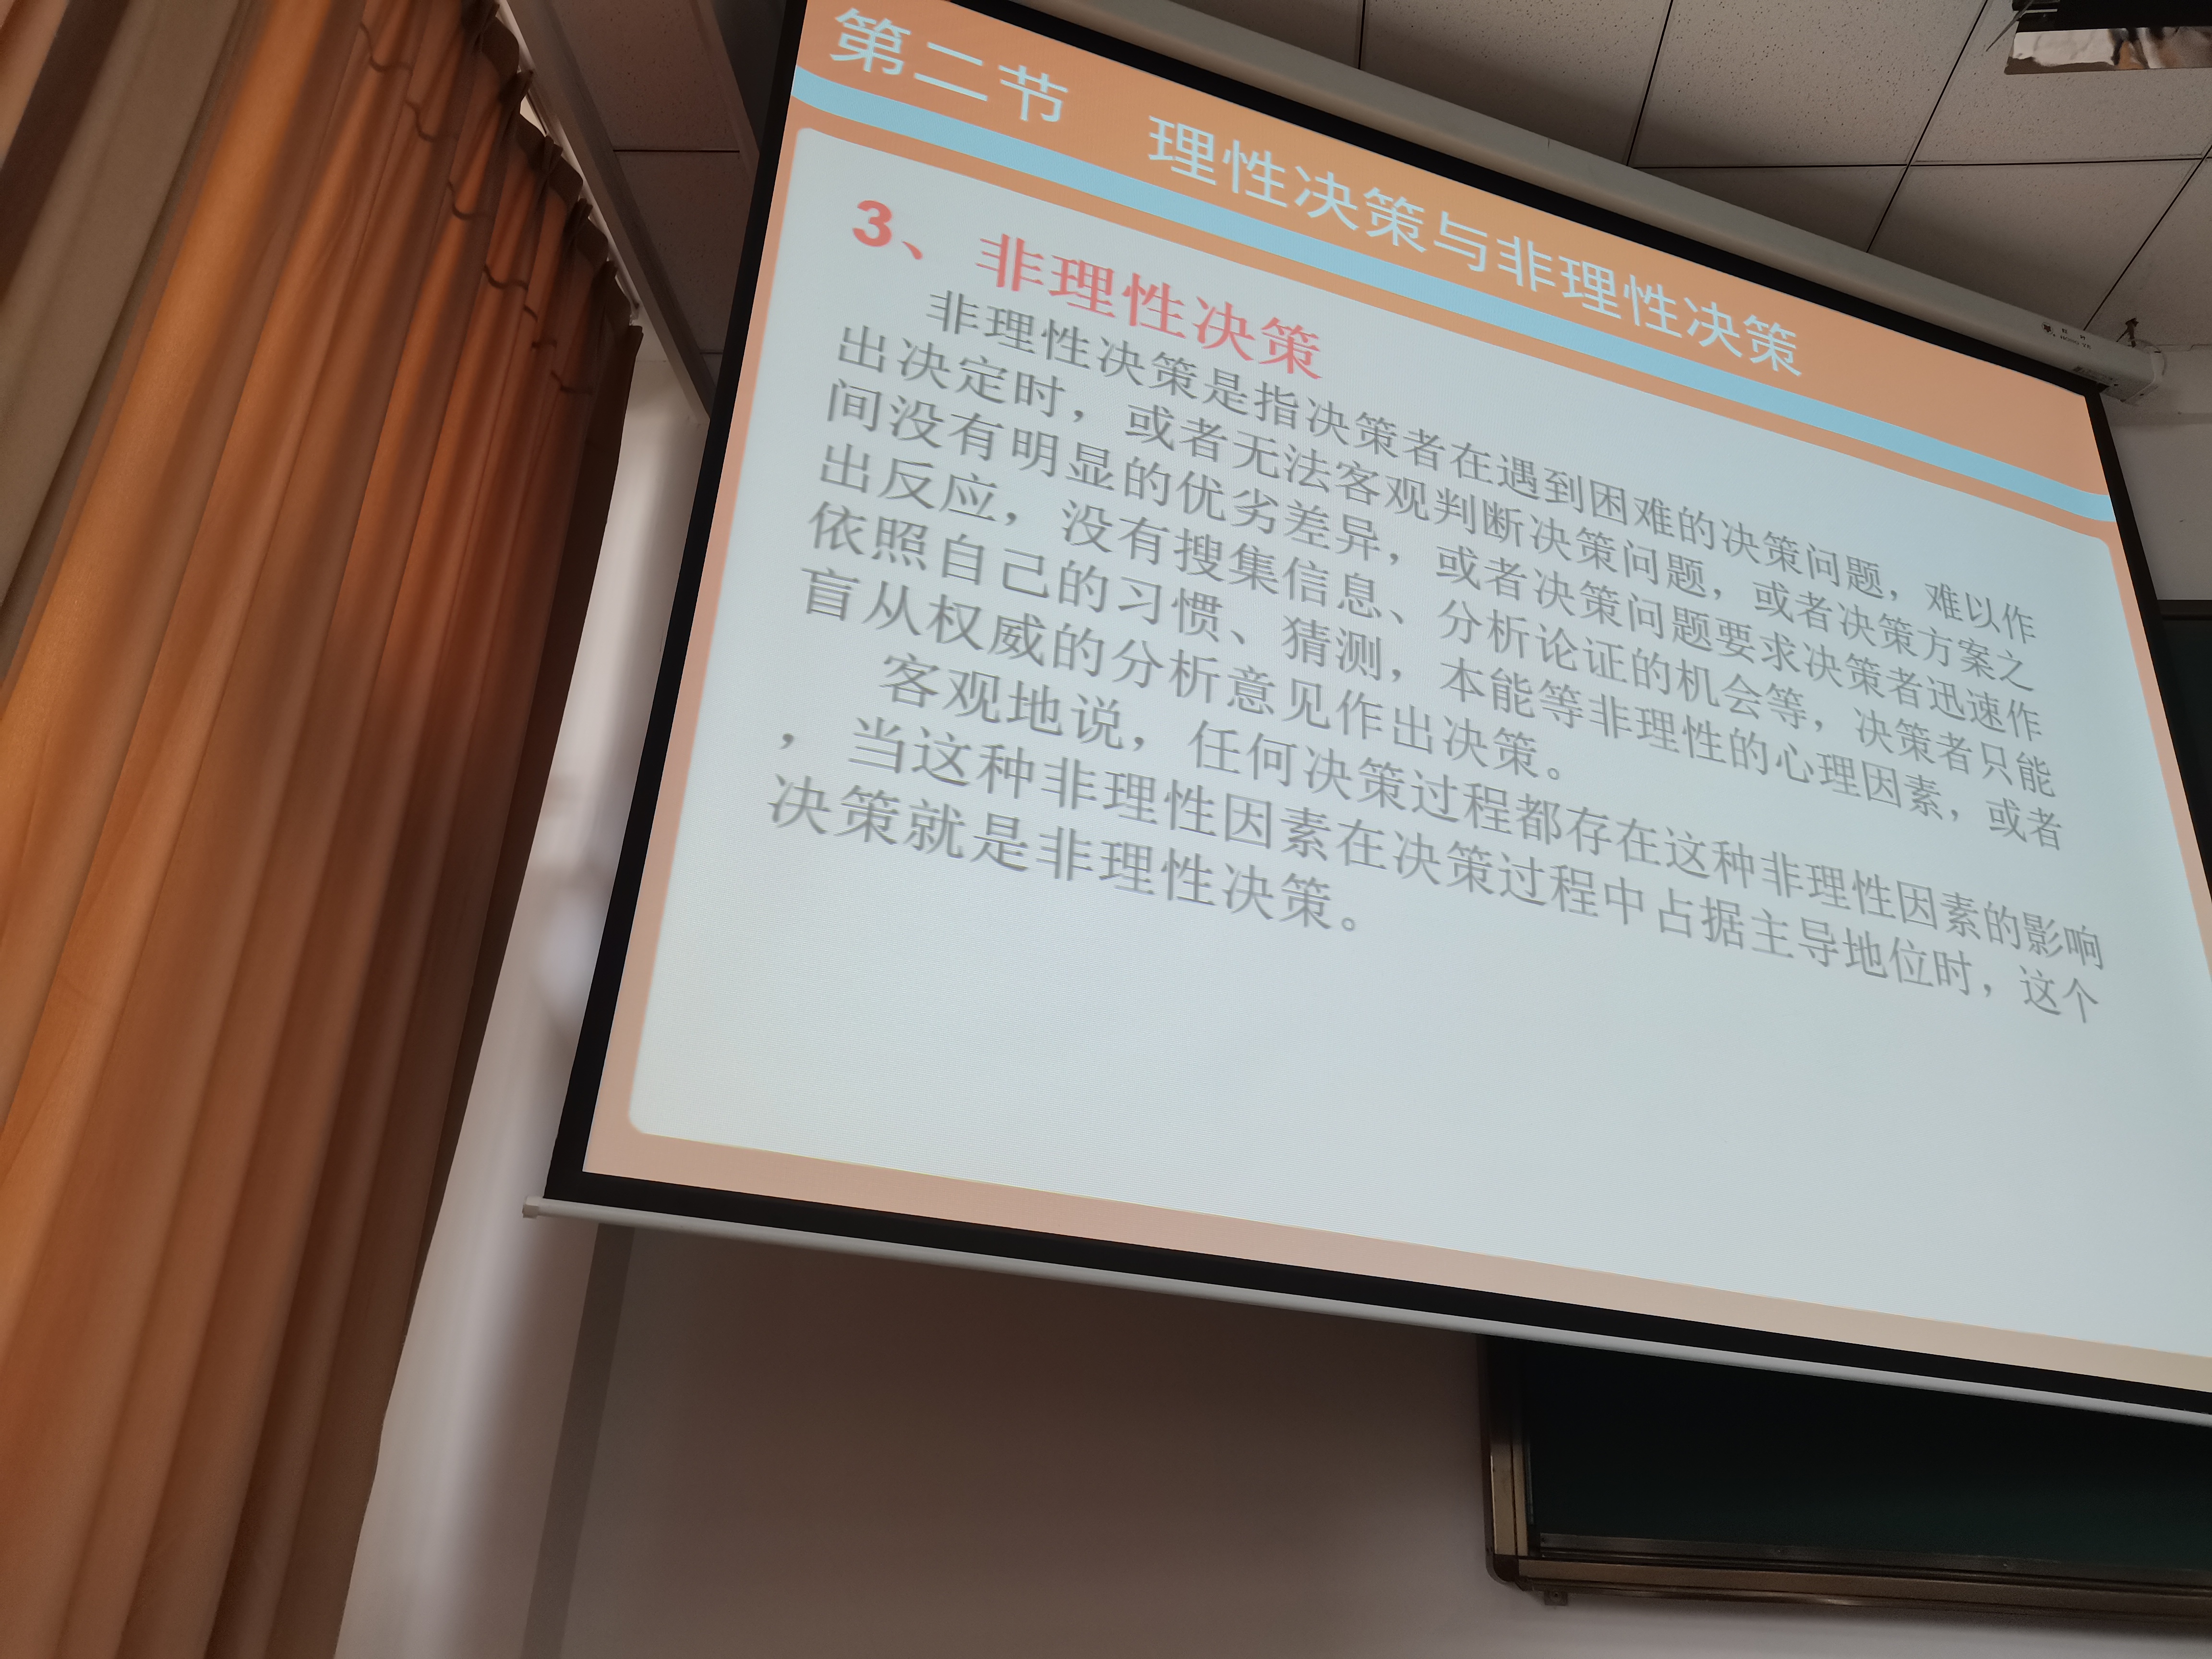 第二节 理性决策与非理性决策
3、非理性决策
非理性决策是指决策者在遇到困难的决策问题，难以作
出决定时，或者无法客观判断决策问题，或者决策方案之
间没有明显的优劣差异，或者决策问题要求决策者迅速作
出反应，没有搜集信息、分析论证的机会等，决策者只能
依照自己的习惯、猜测，本能等非理性的心理因素，或者
盲从权威的分析意见作出决策。
客观地说，任何决策过程都存在这种非理性因素的影响
，当这种非理性因素在决策过程中占据主导地位时，这个
决策就是非理性决策。